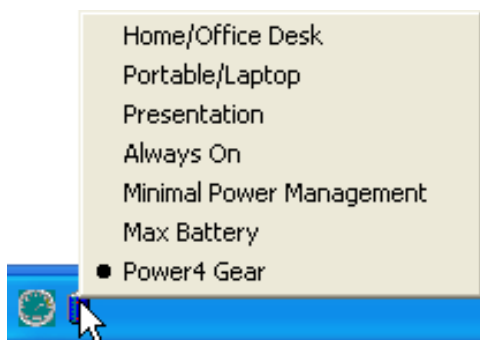 Home/Office Desk
Portable/Laptop
Presentation
Always On
Minimal Power Management
Max Battery
Power4 Gear